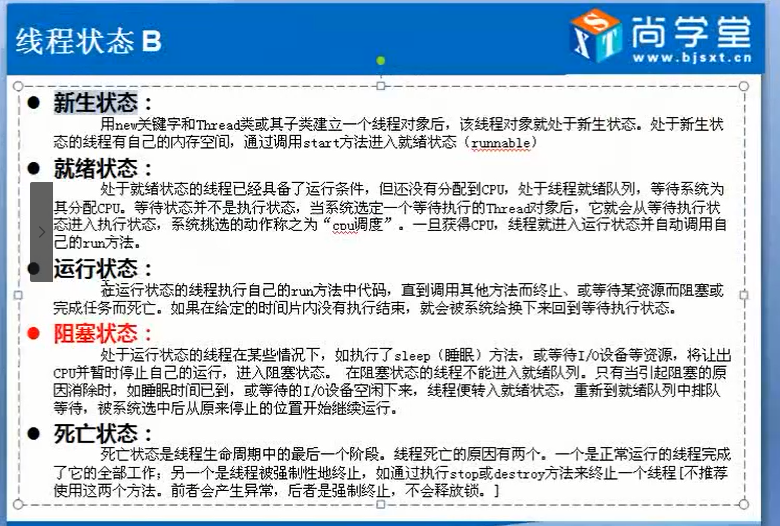 线程状态 B
SXT
尚学堂
www.bjsxt.cn
新生状态：
用new关键字和Thread类或其子类建立一个线程对象后，该线程对象就处于新生状态。处于新生状
态的线程有自己的内存空间，通过调用start方法进入就绪状态（runnable）
就绪状态：
处于就绪状态的线程已经具备了运行条件，但还没有分配到CPU，处于线程就绪队列，等待系统为
其分配CPU。等待状态并不是执行状态，当系统选定一个等待执行的Thread对象后，它就会从等待执行状
态进入执行状态，系统挑选的动作称之为“cpu调度”。一旦获得CPU，线程就进入运行状态并自动调用自
己的run方法。
运行状态：
在运行状态的线程执行自己的run方法中代码，直到调用其他方法而终止、或等待某资源而阻塞或
完成任务而死亡。如果在给定的时间片内没有执行结束，就会被系统给换下来回到等待执行状态。
阻塞状态：
处于运行状态的线程在某些情况下，如执行了sleep（睡眠）方法，或等待I/O设备等资源，将让出
CPU并暂时停止自己的运行，进入阻塞状态。 在阻塞状态的线程不能进入就绪队列。只有当引起阻塞的原
因消除时，如睡眠时间已到，或等待的I/O设备空闲下来，线程便转入就绪状态，重新到就绪队列中排队
等待，被系统选中后从原来停止的位置开始继续运行。
死亡状态：
死亡状态是线程生命周期中的最后一个阶段。线程死亡的原因有两个。一个是正常运行的线程完成
了它的全部工作；另一个是线程被强制性地终止，如通过执行stop或destroy方法来终止一个线程[不推荐
使用这两个方法。前者会产生异常，后者是强制终止，不会释放锁。]